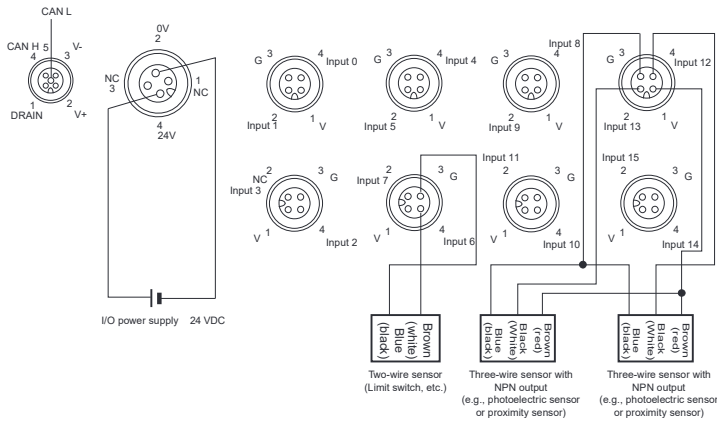 CAN L
CAN H
5
4
3
V-
1
2
V+
DRAIN
0V
2
NC
3
1
NC
4
24V
I/O power supply 24 VDC
G 3
4 Input 0
2
Input 1
1
V
G 3
4 Input 4
2
Input 5
1
V
G 3
4
Input 8
2
Input 9
1
V
G 3
4
Input 12
2
Input 13
1
V
NC 2
Input 3
3
G
V 1
4
Input 2
2
Input 7
3
G
V 1
4
Input 6
Input 11
2
3
G
V 1
4
Input 10
Input 15
2
3
G
V 1
4
Input 14
Brown
(white)
Blue
(black)
Two-wire sensor
(Limit switch, etc.)
Brown
(red)
Black
(White)
Blue
(black)
Three-wire sensor with
NPN output
(e.g., photoelectric sensor
or proximity sensor)
Brown
(red)
Black
(White)
Blue
(black)
Three-wire sensor with
NPN output
(e.g., photoelectric sensor
or proximity sensor)